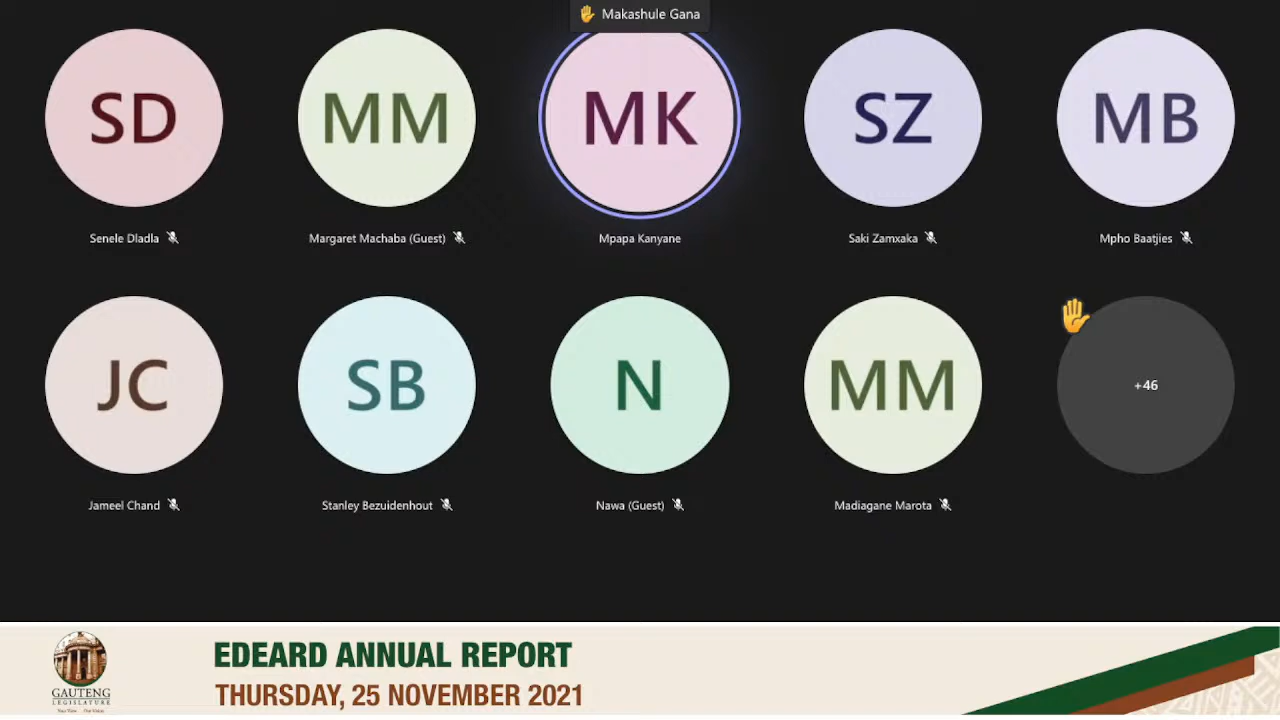 Makashule Gana
SD
MM
MK
SZ
MB
Senele Dladla
Margaret Machaba (Guest)
Mpapa Kanyane
Saki Zamxaka
Mpho Baatjies
JC
SB
N
MM
+46
Jameel Chand
Stanley Bezuidenhout
Nawa (Guest)
Madiagane Marota
EDEARD ANNUAL REPORT
THURSDAY, 25 NOVEMBER 2021
GAUTENG
LEGISLATURE